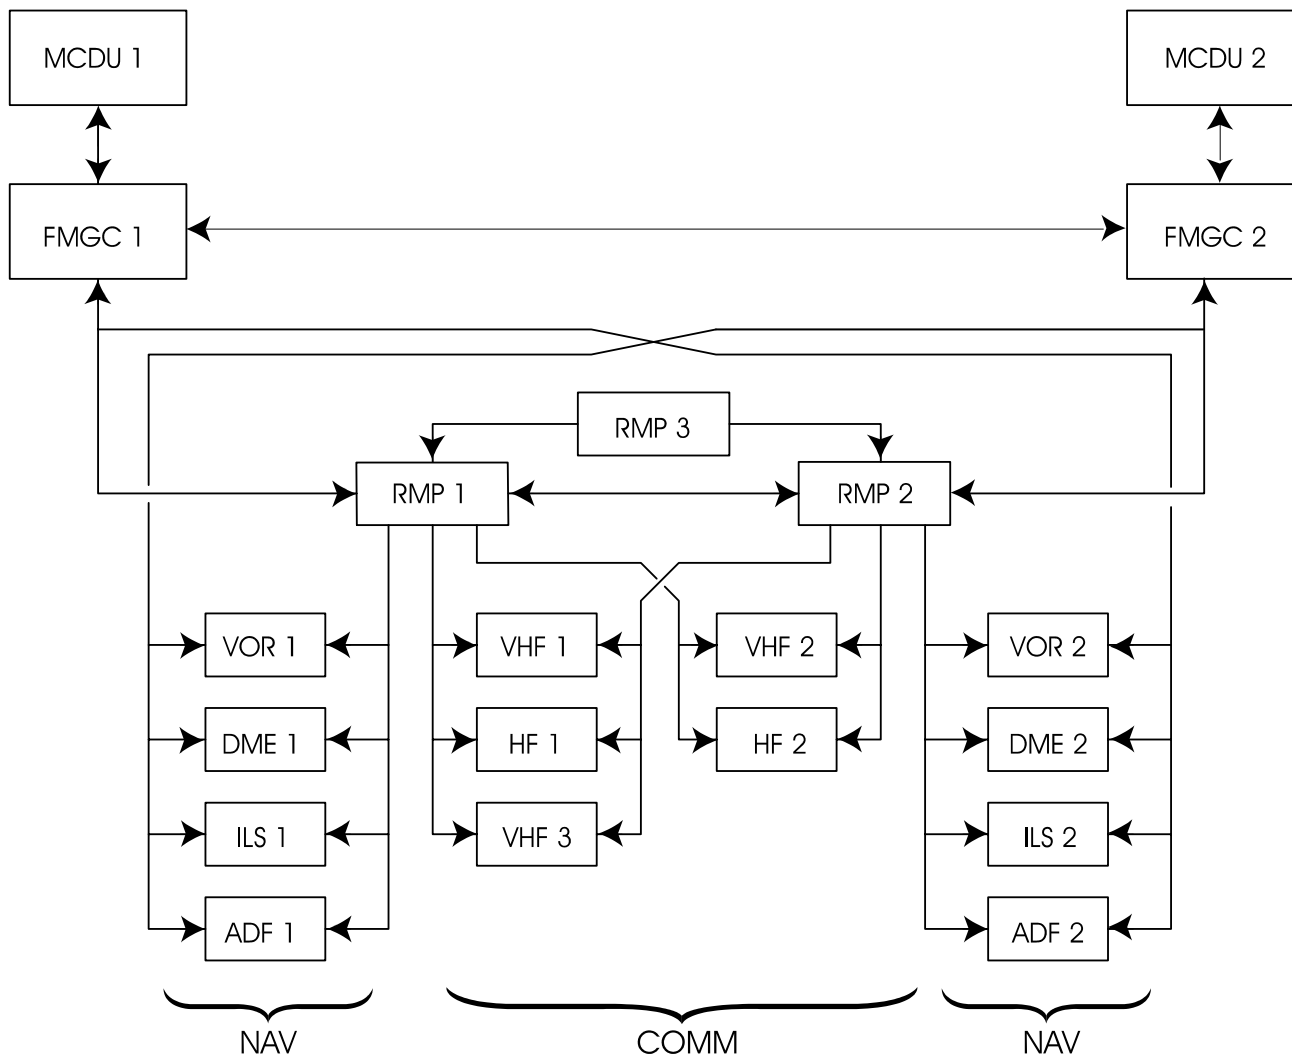 MCDU 1
MCDU 2
FMGC 1
FMGC 2
RMP 3
RMP 1
RMP 2
VOR 1
VHF 1
VHF 2
VOR 2
DME 1
HF 1
HF 2
DME 2
ILS 1
VHF 3
ILS 2
ADF 1
ADF 2
NAV
COMM
NAV